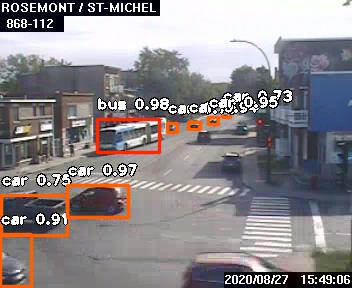 ROSEMONT / ST-MICHEL
868-112
bus 0.98
car 0.73
0.95
car 0.75
car 0.97
car 0.91
2020/08/27 15:49:06